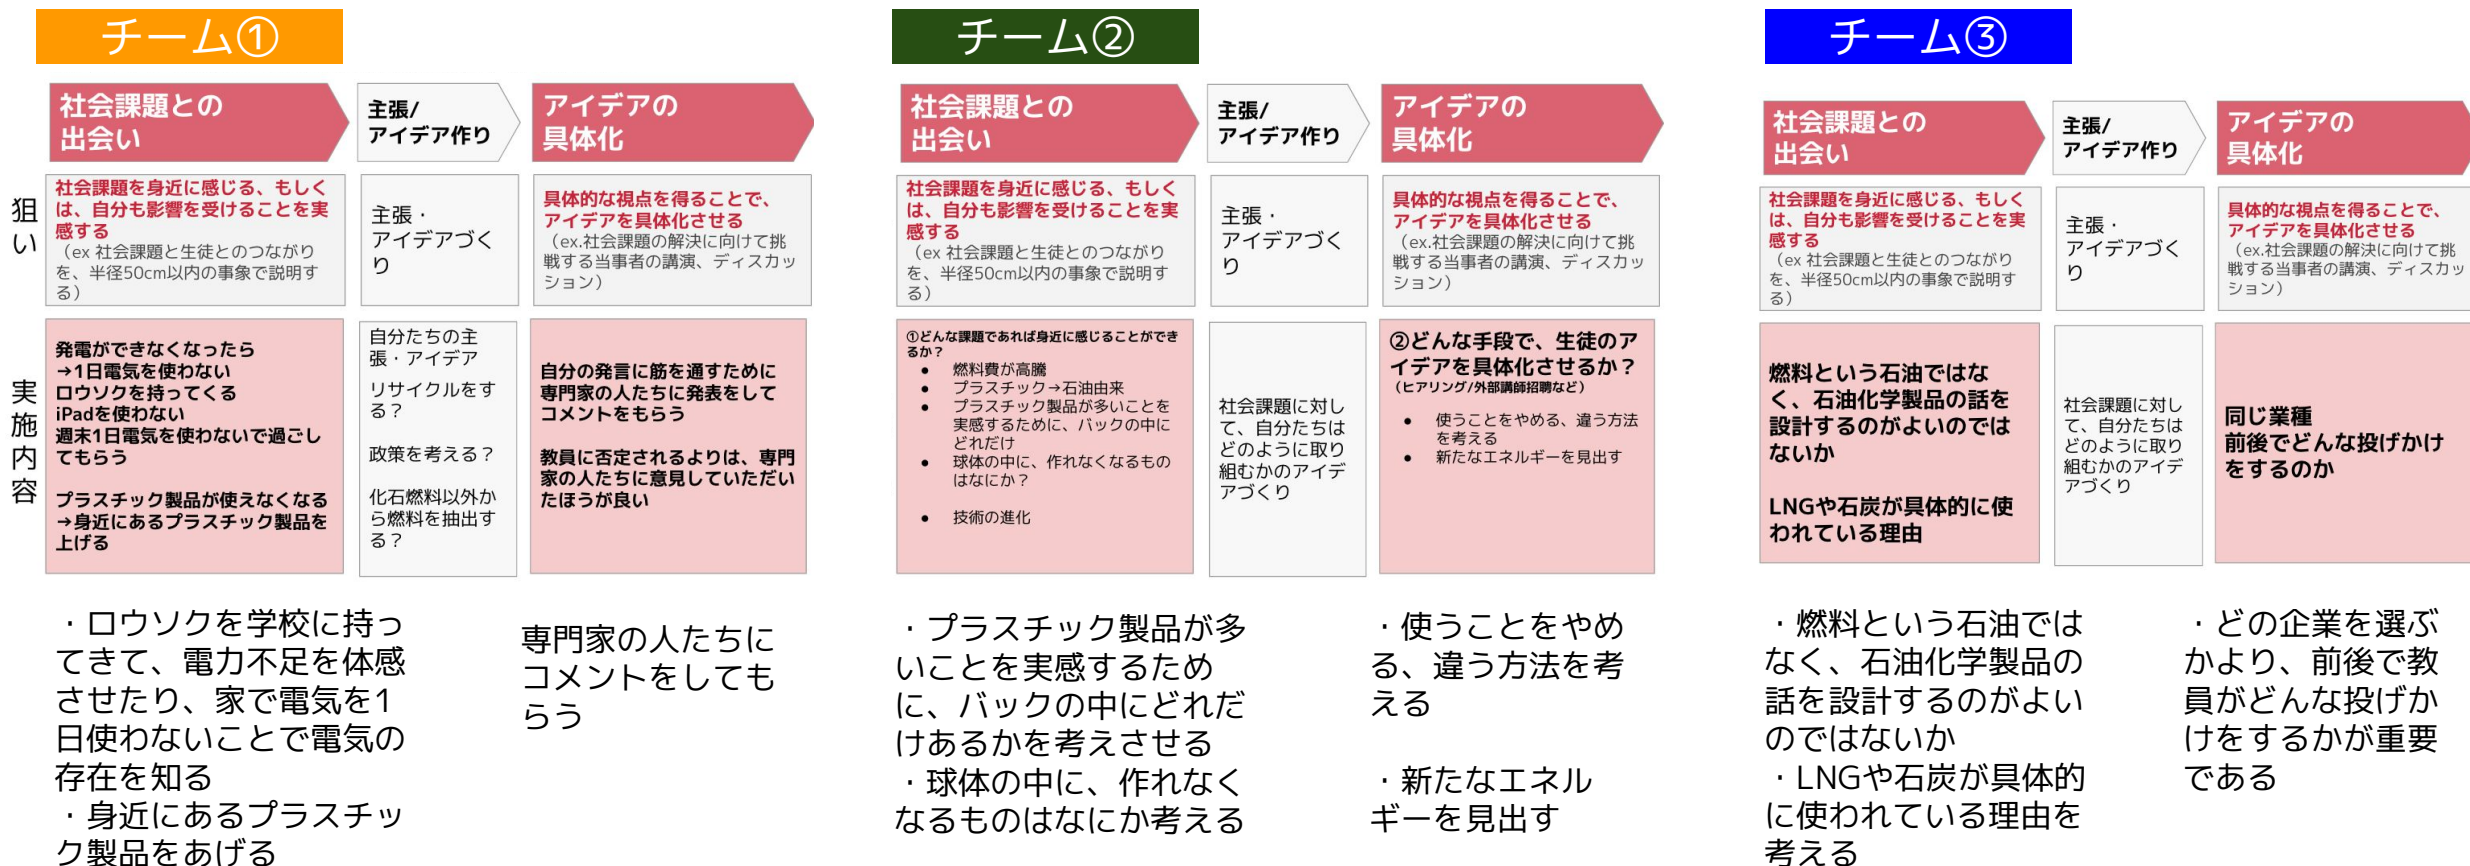 チーム①
社会課題との
出会い
主張/
アイデア作り
アイデアの
具体化
狙い
社会課題を身近に感じる、もしく
は、自分も影響を受けることを実
感する
（ex 社会課題と生徒とのつながり
を、半径50cm以内の事象で説明す
る）
主張・
アイデアづく
り
具体的な視点を得ることで、
アイデアを具体化させる
（ex.社会課題の解決に向けて挑
戦する当事者の講演、ディスカッ
ション）
実施内容
発電ができなくなったら
→1日電気を使わない
ロウソクを持ってくる
iPadを使わない
週末1日電気を使わないで過ごし
てもらう
プラスチック製品が使えなくなる
→身近にあるプラスチック製品を
上げる
自分たちの主
張・アイデア
リサイクルをす
る？
政策を考える？
化石燃料以外か
ら燃料を抽出す
る？
自分の発言に筋を通すために
専門家の人たちに発表をして
コメントをもらう
教員に否定されるよりは、専門
家の人たちに意見していただい
たほうが良い
・ロウソクを学校に持っ
てきて、電力不足を体感
させたり、家で電気を1
日使わないことで電気の
存在を知る
・身近にあるプラスチッ
ク製品をあげる
専門家の人たちに
コメントをしても
らう
チーム②
社会課題との
出会い
主張/
アイデア作り
アイデアの
具体化
社会課題を身近に感じる、もしく
は、自分も影響を受けることを実
感する
（ex 社会課題と生徒とのつながり
を、半径50cm以内の事象で説明す
る）
主張・
アイデアづく
り
具体的な視点を得ることで、
アイデアを具体化させる
（ex.社会課題の解決に向けて挑
戦する当事者の講演、ディスカッ
ション）
①どんな課題であれば身近に感じることができ
るか？
● 燃料費が高騰
● プラスチック→石油由来
● プラスチック製品が多いことを
実感するために、バックの中に
どれだけ
● 球体の中に、作れなくなるもの
はなにか？
● 技術の進化
社会課題に対し
て、自分たちは
どのように取り
組むかのアイデ
アづくり
②どんな手段で、生徒のア
イデアを具体化させるか？
（ヒアリング/外部講師招聘など）
● 使うことをやめる、違う方法
を考える
● 新たなエネルギーを見出す
・プラスチック製品が多
いことを実感するため
に、バックの中にどれだ
けあるかを考えさせる
・球体の中に、作れなく
なるものはなにか考える
・使うことをやめ
る、違う方法を考
える
・新たなエネル
ギーを見出す
チーム③
社会課題との
出会い
主張/
アイデア作り
アイデアの
具体化
社会課題を身近に感じる、もしく
は、自分も影響を受けることを実
感する
（ex 社会課題と生徒とのつながり
を、半径50cm以内の事象で説明す
る）
主張・
アイデアづく
り
具体的な視点を得ることで、
アイデアを具体化させる
（ex.社会課題の解決に向けて挑
戦する当事者の講演、ディスカッ
ション）
燃料という石油ではな
く、石油化学製品の話を
設計するのがよいのでは
ないか
LNGや石炭が具体的に使
われている理由
社会課題に対し
て、自分たちは
どのように取り
組むかのアイデ
アづくり
同じ業種
前後でどんな投げかけ
をするのか
・燃料という石油では
なく、石油化学製品の
話を設計するのがよい
のではないか
・LNGや石炭が具体的
に使われている理由を
考える
・どの企業を選ぶ
かより、前後で教
員がどんな投げか
けをするかが重要
である